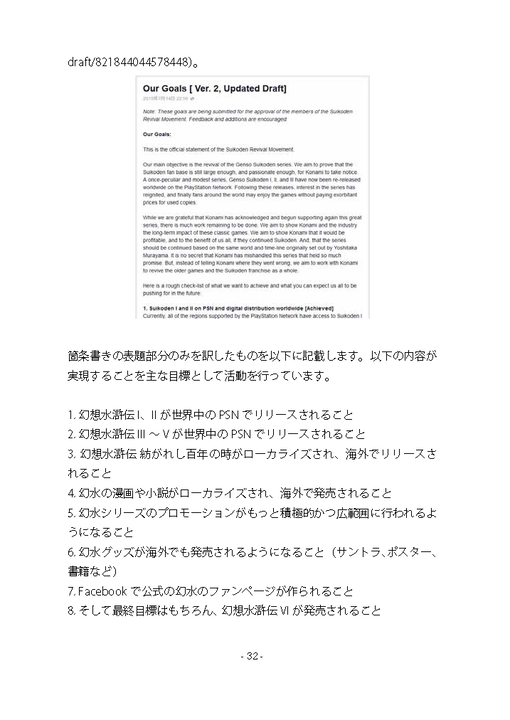 draft/821844044578448)。
Our Goals [ Ver. 2, Updated Draft]
Note: These goals are being submitted for the approval of the members of the Suikoden
Revival Movement. Feedback and additions are encouraged
Our Goals:
This is the official statement of the Suikoden Revival Movement.
Our main objective is the revival of the Genso Suikoden series. We aim to prove that the
Suikoden fan base is still large enough, and passionate enough, for Konami to take notice.
A once-peculiar and modest series, Genso Suikoden I, II, and III have now been re-released
worldwide on the PlayStation Network. Following these releases, interest in the series has
reignited, and finally fans around the world may enjoy the games without paying exorbitant
prices for used copies.
While we are grateful that Konami has acknowledged and begun supporting again this great
series, there is much work remaining to be done. We aim to show Konami and the industry
the long-term impact of these classic games. We aim to show Konami that it would be
profitable, and to the benefit of us all, if they continued Suikoden. And, that the series
should be continued based on the same world and time-line originally set out by Yoshitaka
Murayama. It is no secret that Konami has mishandled this series that held so much
promise. But, instead of telling Konami where they went wrong, we aim to work with Konami
to revive the older games and the Suikoden franchise as a whole.
Here is a rough check-list of what we want to achieve and what you can expect us all to be
pushing for in the future:
1. Suikoden I and II on PSN and digital distribution worldwide [Achieved]
Currently, all of the regions supported by the PlayStation Network have access to Suikoden I
箇条書きの表題部分のみを訳したものを以下に記載します。以下の内容が
実現することを主な目標として活動を行っています。
1. 幻想水滸伝 I、II が世界中の PSN でリリースされること
2. 幻想水滸伝 III ~ V が世界中の PSN でリリースされること
3. 幻想水滸伝 紡がれし百年の時がローカライズされ、海外でリリースさ
れること
4. 幻水の漫画や小説がローカライズされ、海外で発売されること
5. 幻水シリーズのプロモーションがもっと積極的かつ広範囲に行われるよ
うになること
6. 幻水グッズが海外でも発売されるようになること(サントラ、ポスター、
書籍など)
7. Facebook で公式の幻水のファンページが作られること
8. そして最終目標はもちろん、幻想水滸伝 VI が発売されること
- 32 -